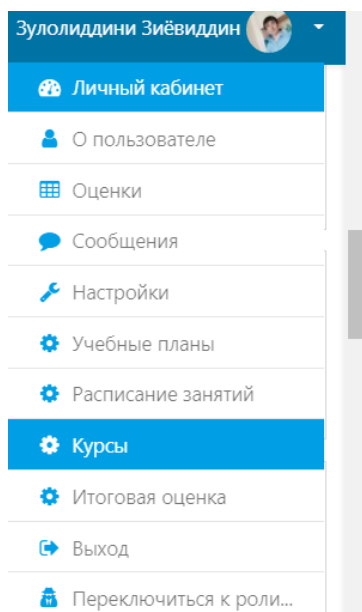 Зулолиддини Зиёвиддин
Личный кабинет
О пользователе
Оценки
Сообщения
Настройки
Учебные планы
Расписание занятий
Курсы
Итоговая оценка
Выход
Переключиться к роли...